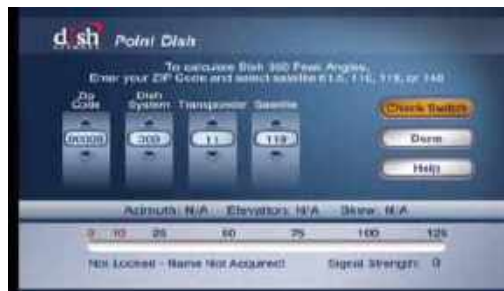 dish Point Dish
To calculate Dish 300 Peak Angles,
Enter your ZIP Code and select satellite 61.5, 110, 119, or 148
Zip Code Dish System Transponder Satellite
300 11 119
Check Switch
Done
Help
Azimuth: N/A Elevation: N/A Skew: N/A
0 10 25 50 75 100 125
Not Locked - Name Not Acquired Signal Strength: 0